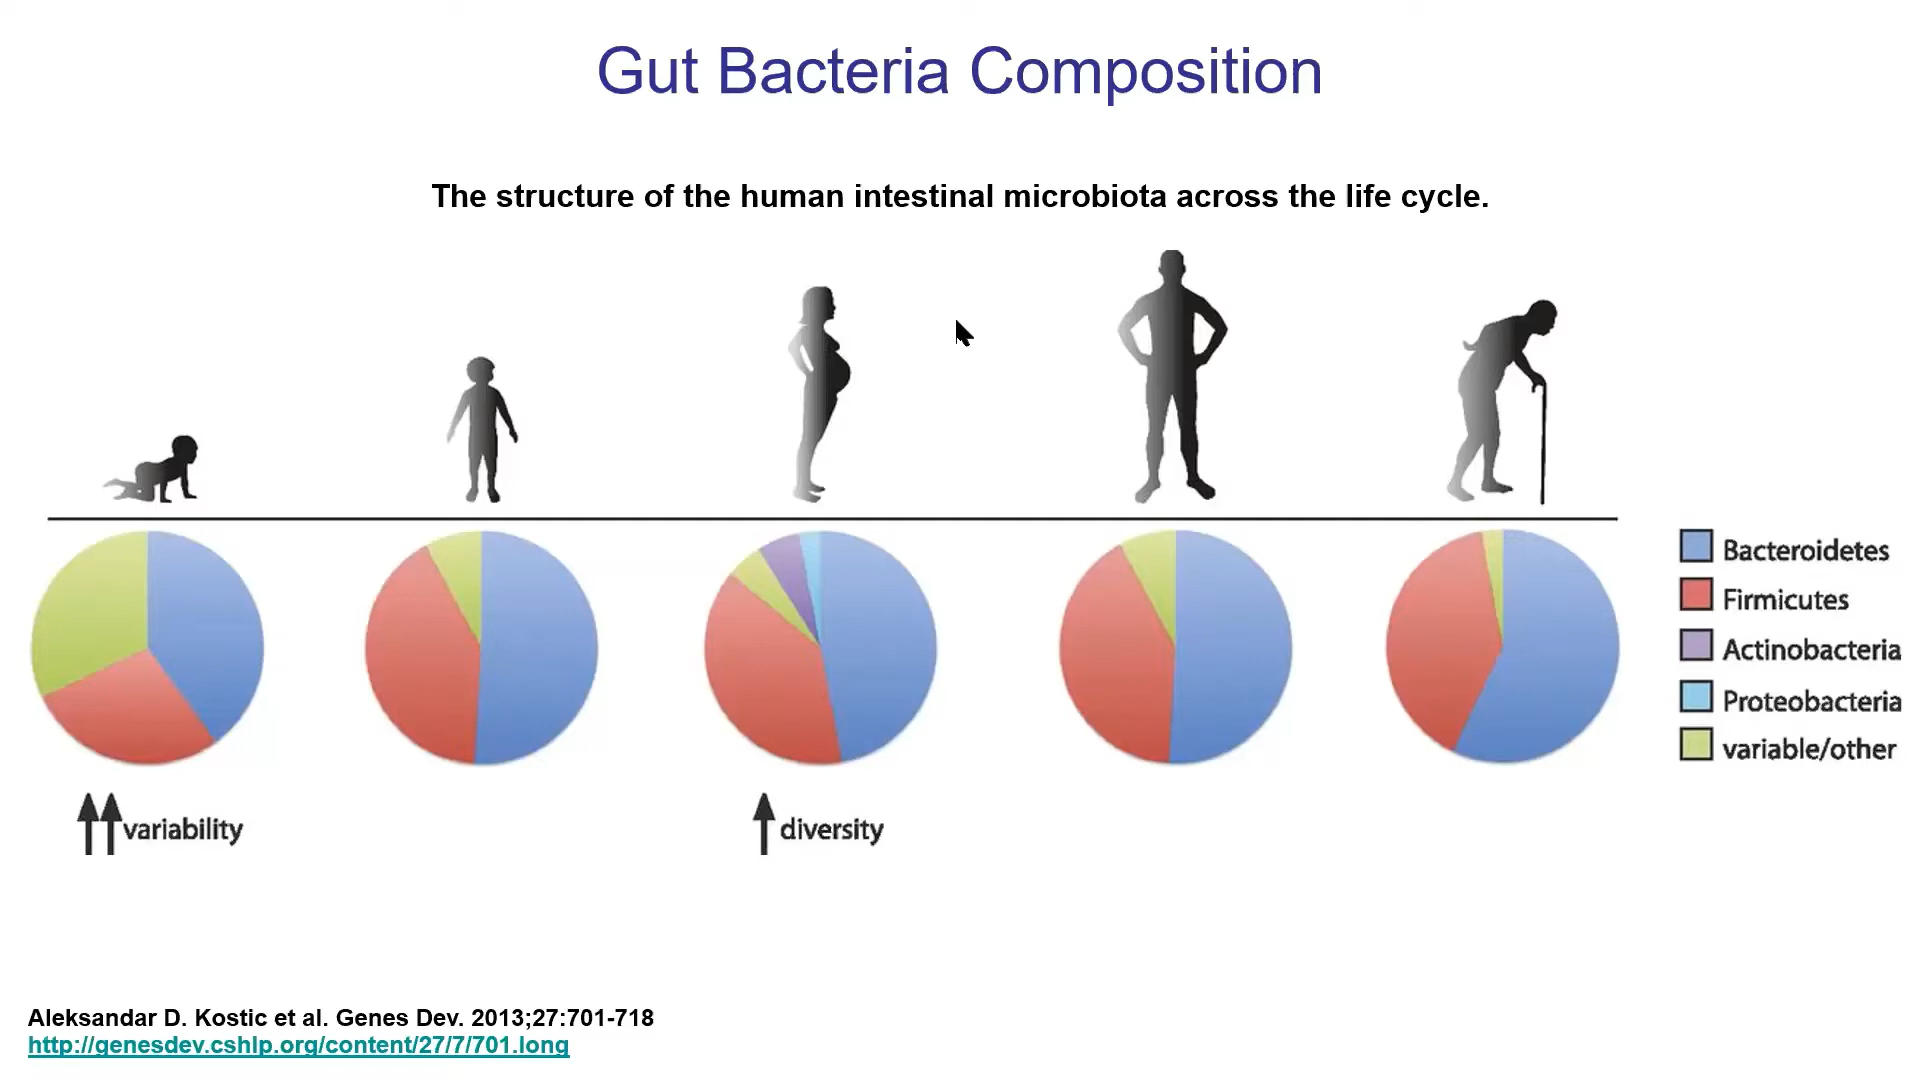 Gut Bacteria Composition
The structure of the human intestinal microbiota across the life cycle.
Bacteroidetes
Firmicutes
Actinobacteria
Proteobacteria
variable/other
variability
diversity
Aleksandar D. Kostic et al. Genes Dev. 2013;27:701-718
http://genesdev.cshlp.org/content/27/7/701.long